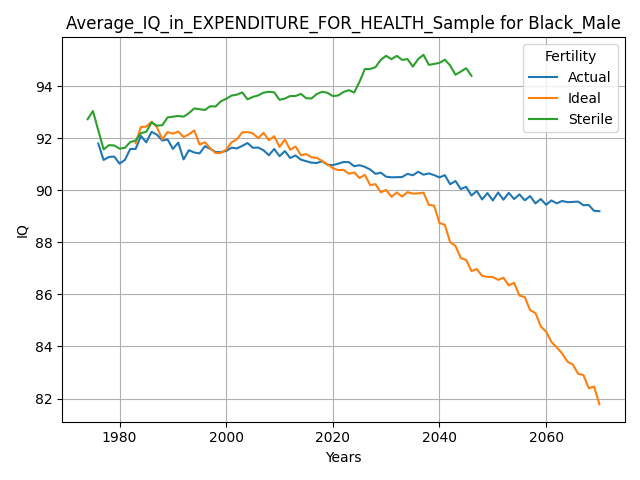 Average_IQ_in_EXPENDITURE_FOR_HEALTH_Sample for Black_Male
Fertility
Actual
Ideal
Sterile
IQ
94
92
90
88
86
84
82
1980 2000 2020 2040 2060
Years